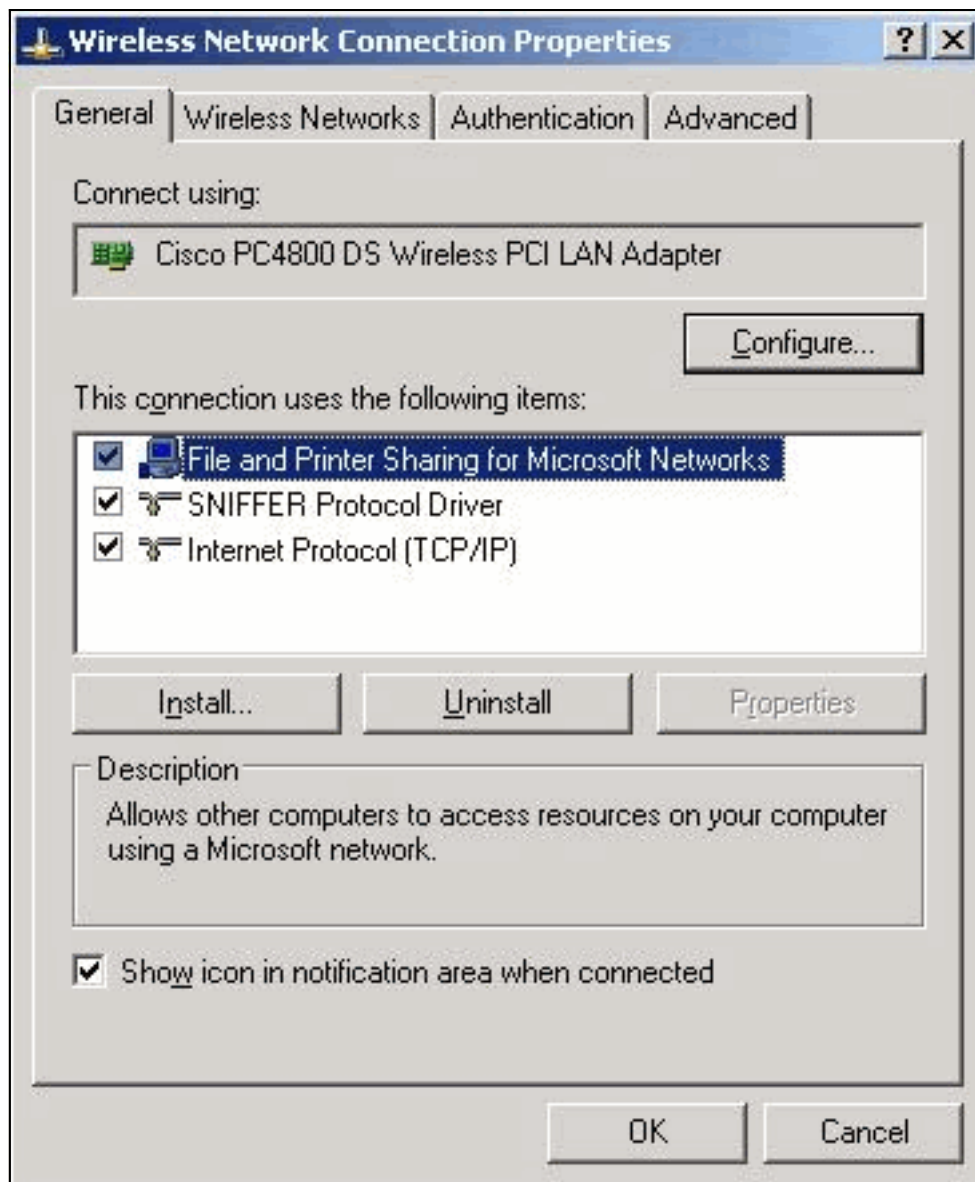 Wireless Network Connection Properties
General Wireless Networks Authentication Advanced
Connect using:
Cisco PC4800 DS Wireless PCI LAN Adapter
Configure...
This connection uses the following items:
File and Printer Sharing for Microsoft Networks
SNIFFER Protocol Driver
Internet Protocol (TCP/IP)
Install... Uninstall Properties
Description
Allows other computers to access resources on your computer
using a Microsoft network.
Show icon in notification area when connected
OK Cancel